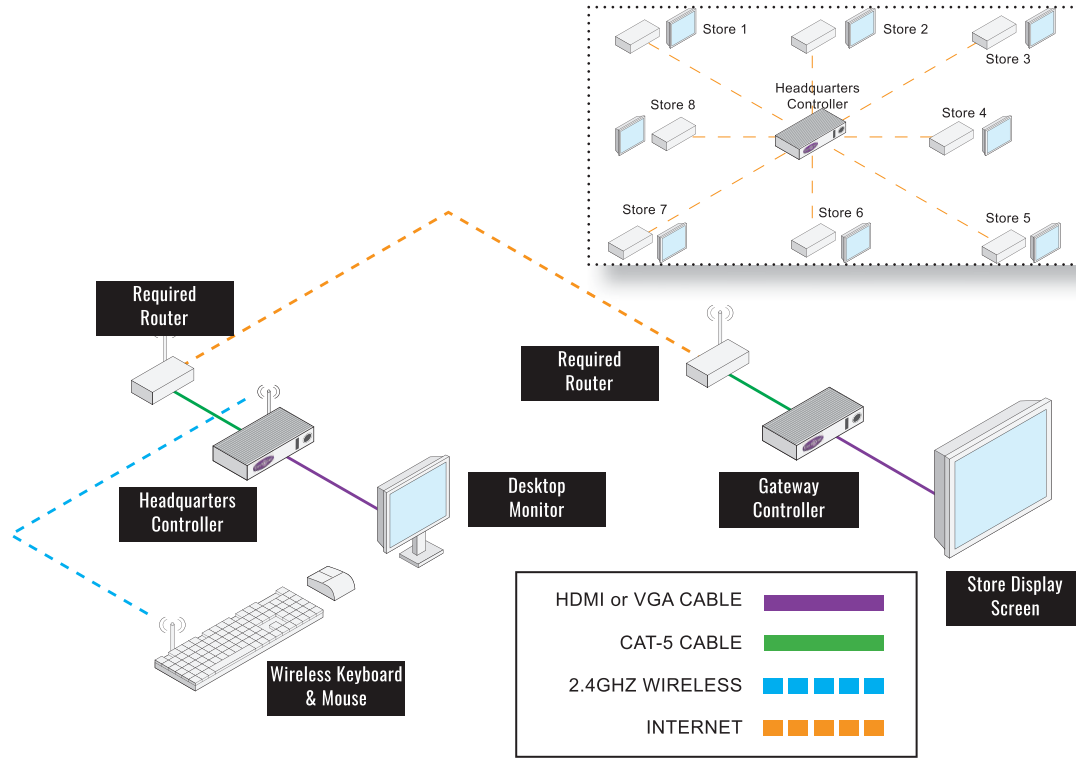 Store 1
Store 2
Store 3
Headquarters
Controller
Store 8
Store 4
Store 7
Store 6
Store 5
Required
Router
Required
Router
Headquarters
Controller
Desktop
Monitor
Gateway
Controller
Store Display
Screen
Wireless Keyboard
& Mouse
HDMI or VGA CABLE
CAT-5 CABLE
2.4GHZ WIRELESS
INTERNET